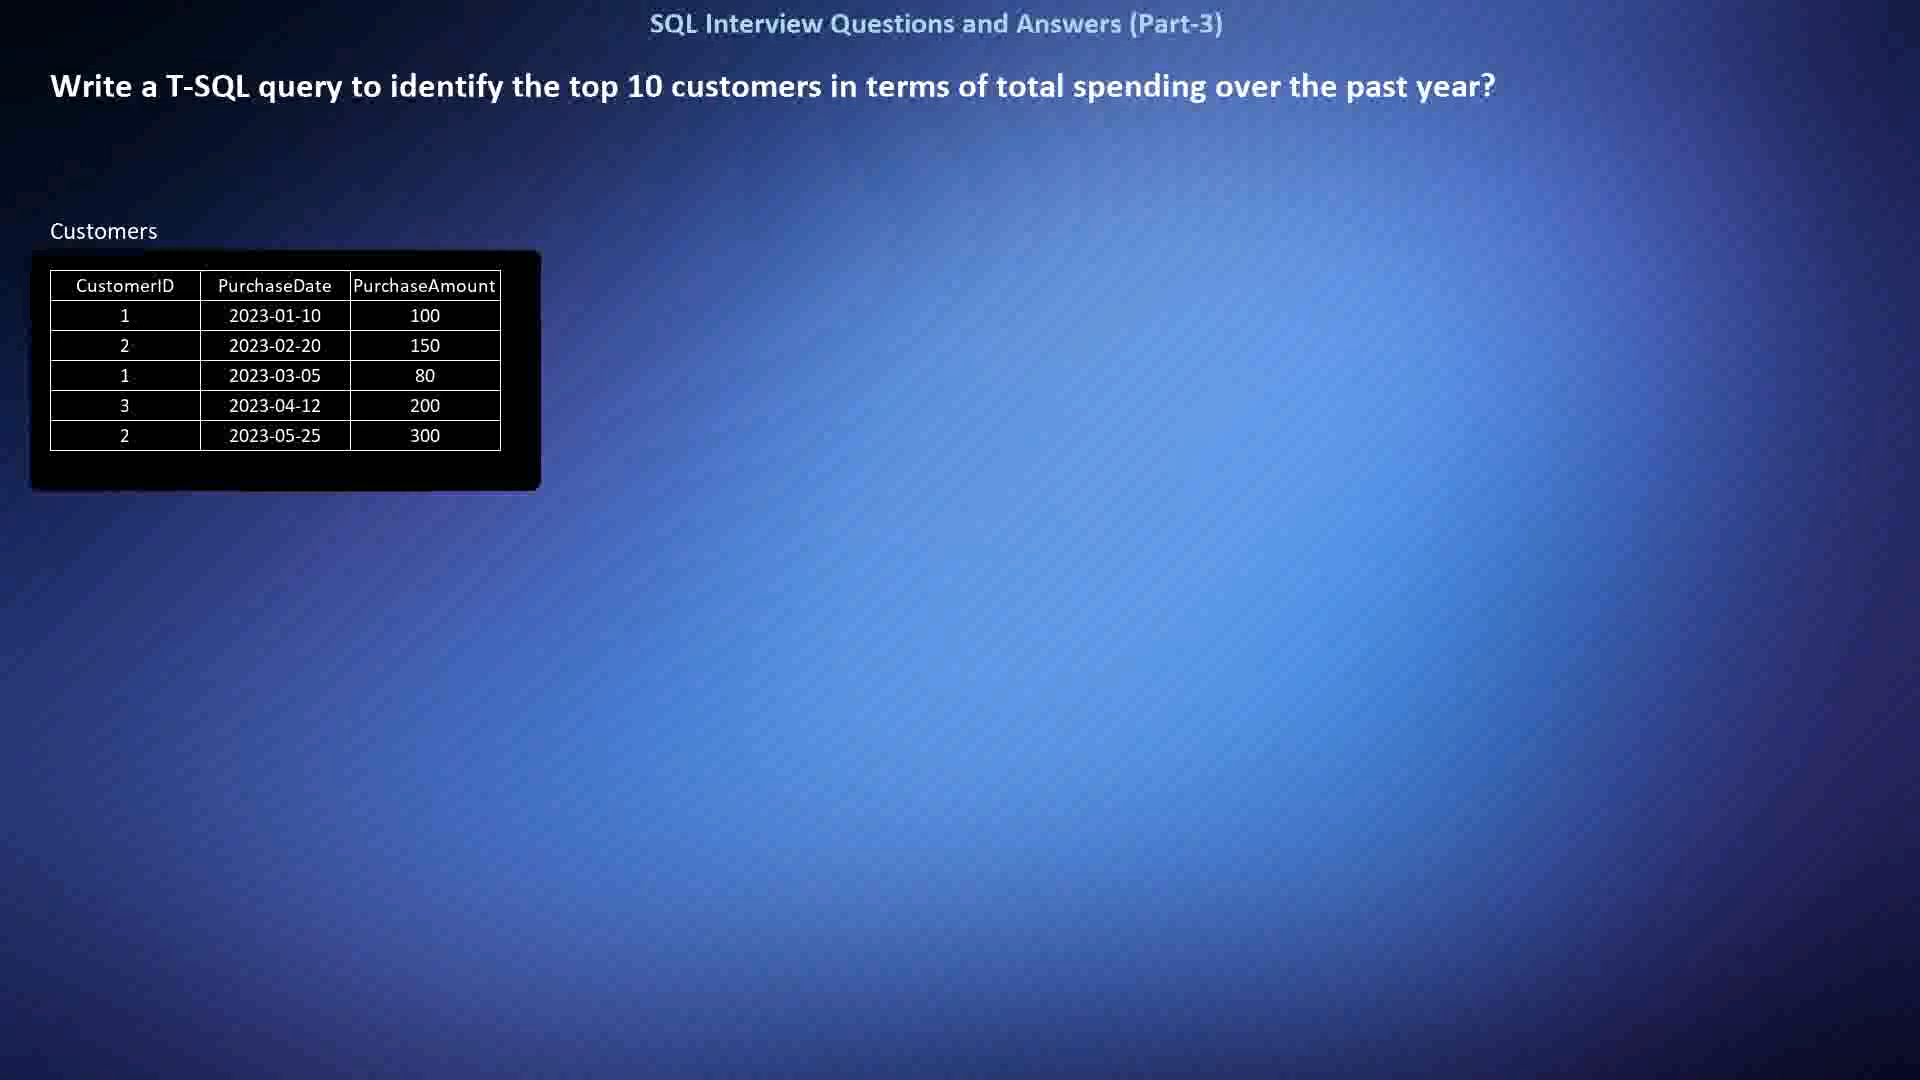 SQL Interview Questions and Answers (Part-3)
Write a T-SQL query to identify the top 10 customers in terms of total spending over the past year?
Customers
CustomerID PurchaseDate PurchaseAmount
1 2023-01-10 100
2 2023-02-20 150
1 2023-03-05 80
3 2023-04-12 200
2 2023-05-25 300